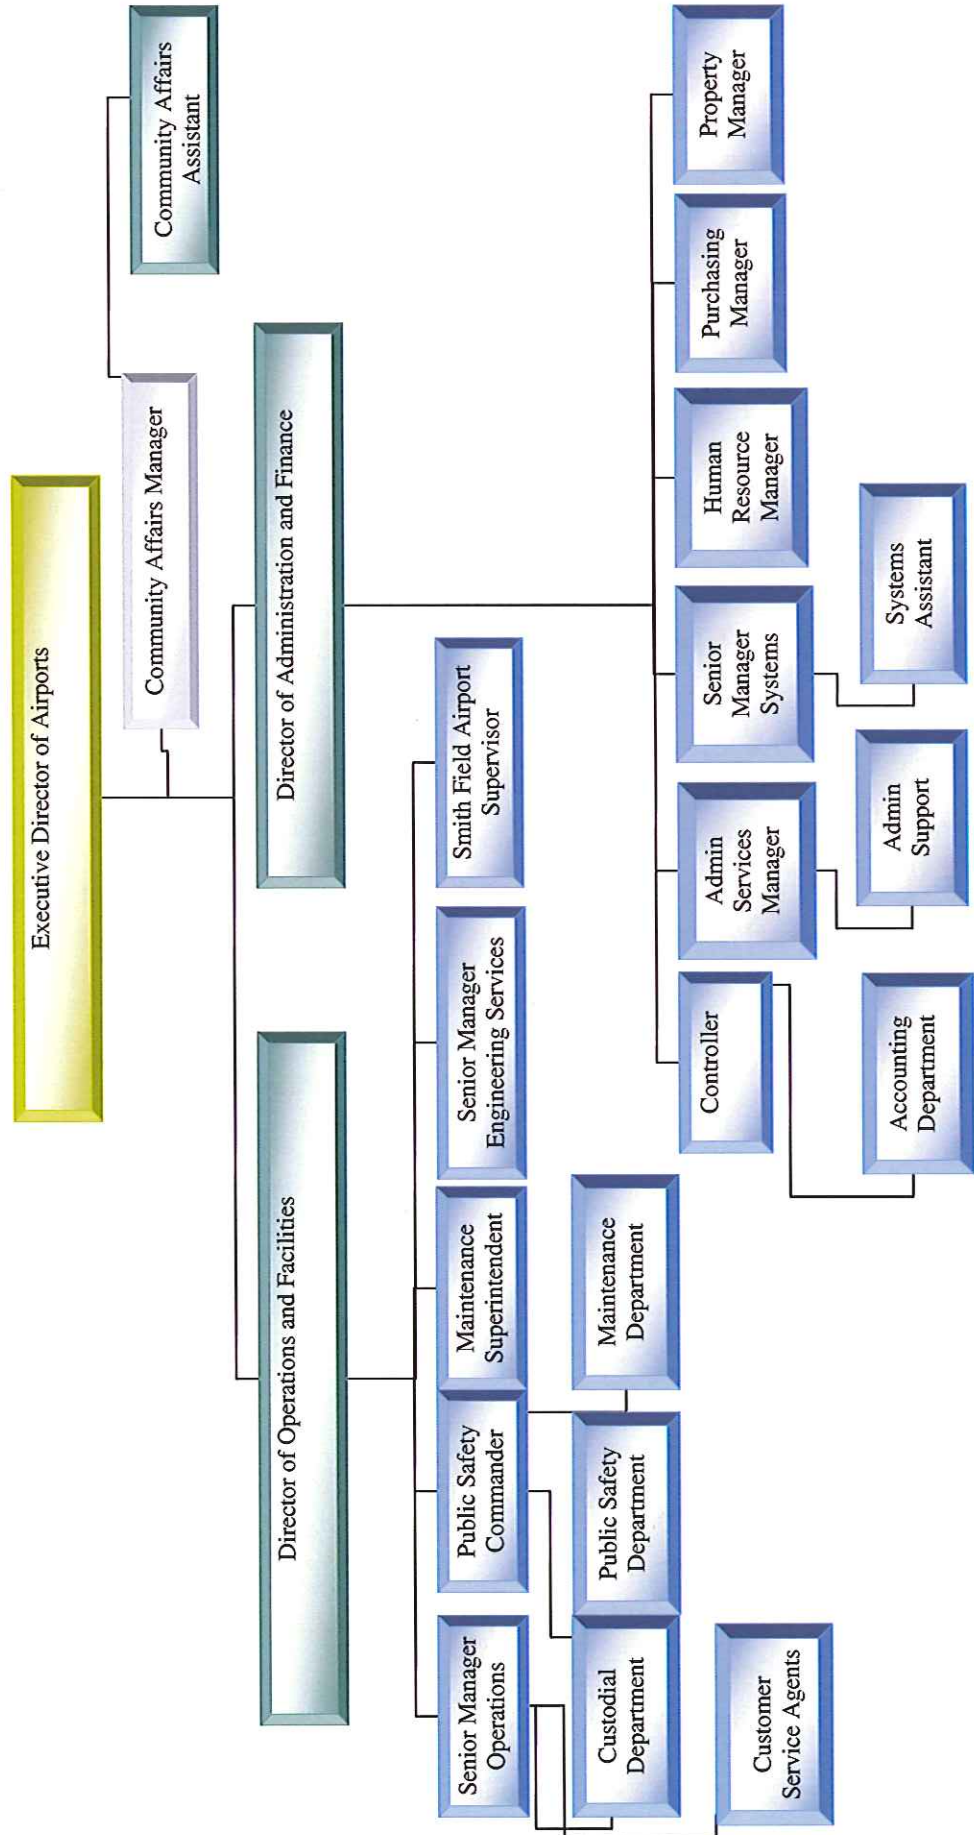 Executive Director of Airports
Community Affairs Manager
Community Affairs
Assistant
Director of Operations and Facilities
Director of Administration and Finance
Senior Manager
Operations
Public Safety
Commander
Maintenance
Superintendent
Senior Manager
Engineering Services
Smith Field Airport
Supervisor
Custodial
Department
Public Safety
Department
Maintenance
Department
Customer
Service Agents
Controller
Admin
Services
Manager
Senior
Manager
Systems
Human
Resource
Manager
Purchasing
Manager
Property
Manager
Accounting
Department
Admin
Support
Systems
Assistant